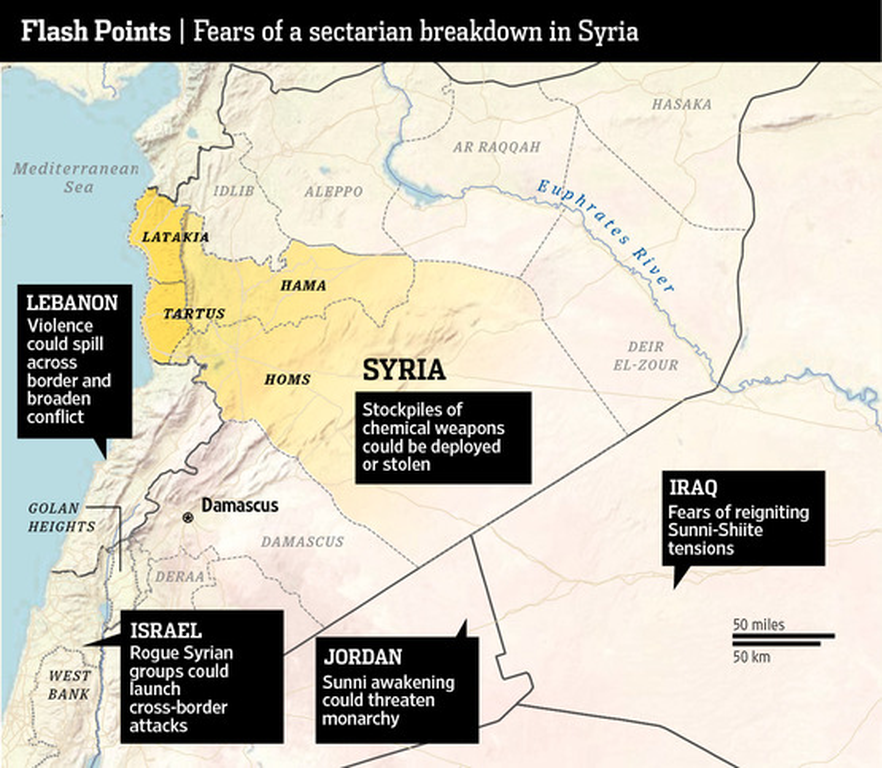 Flash Points | Fears of a sectarian breakdown in Syria
HASAKA
AR RAQQAH
Mediterranean
Sea
IDLIB
ALEPPO
Euphrates River
LATAKIA
HAMA
TARTUS
LEBANON
Violence
could spill
across
border and
broaden
conflict
DEIR
EL-ZOUR
HOMS
SYRIA
Stockpiles of
chemical weapons
could be deployed
or stolen
IRAQ
Fears of reigniting
Sunni-Shiite
tensions
GOLAN
HEIGHTS
Damascus
DAMASCUS
DERAA
50 miles
50 km
ISRAEL
Rogue Syrian
groups could
launch
cross-border
attacks
JORDAN
Sunni awakening
could threaten
monarchy
WEST
BANK